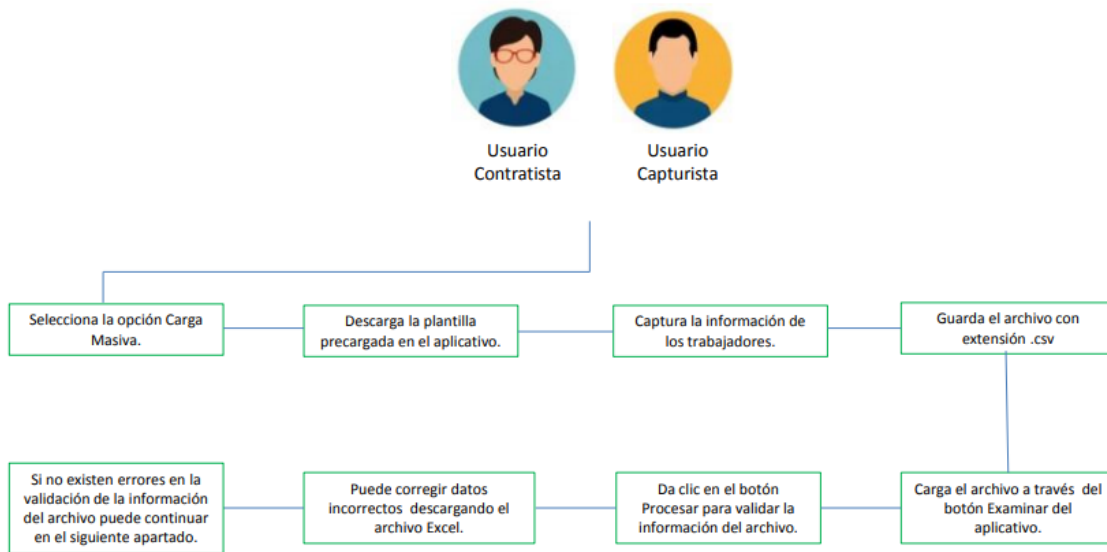 Usuario
Contratista
Usuario
Capturista
Selecciona la opción Carga
Masiva.
Descarga la plantilla
precargada en el aplicativo.
Captura la información de
los trabajadores.
Guarda el archivo con
extensión .csv
Carga el archivo a través del
botón Examinar del
aplicativo.
Da clic en el botón
Procesar para validar la
información del archivo.
Puede corregir datos
incorrectos descargando el
archivo Excel.
Si no existen errores en la
validación de la información
del archivo puede continuar
en el siguiente apartado.